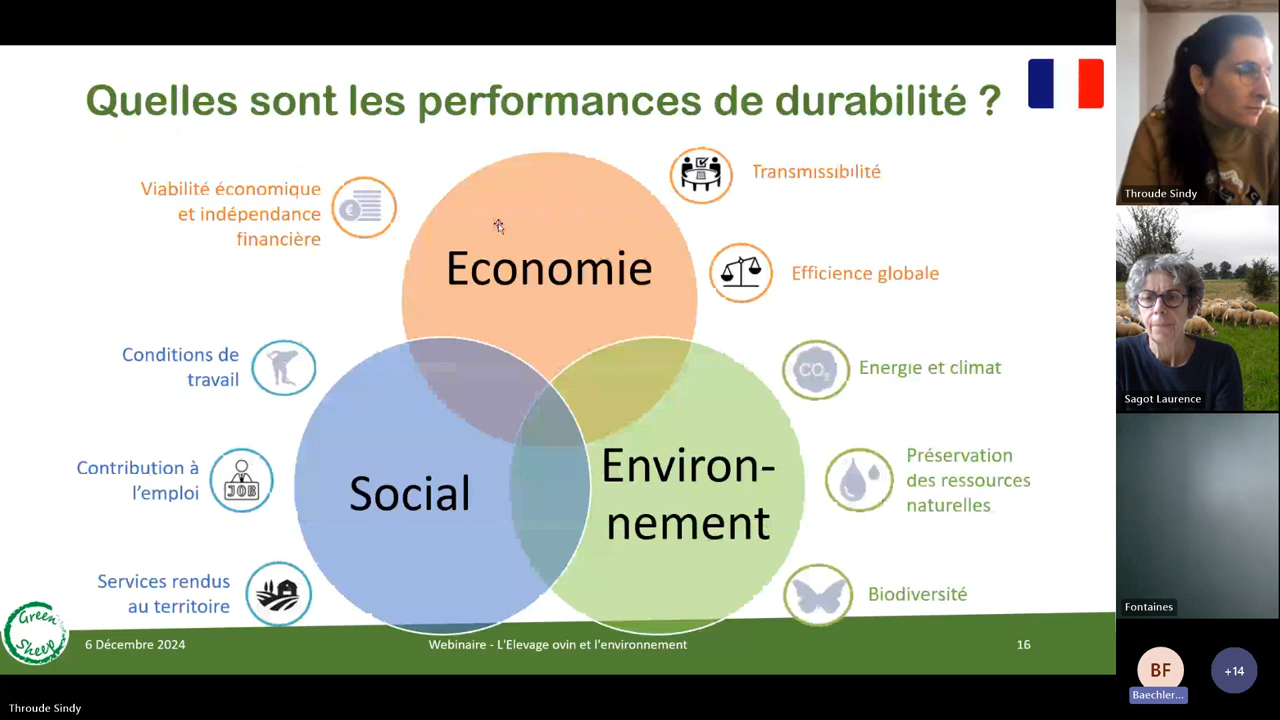 Quelles sont les performances de durabilité ?
Viabilité économique
et indépendance
financière
€
Transmissibilité
Economie
Efficience globale
Conditions de
travail
CO2
Energie et climat
Contribution à
l'emploi
JOB
Social
Environ-
nement
Préservation
des ressources
naturelles
Services rendus
au territoire
Biodiversité
Green
Sheep
6 Décembre 2024
Webinaire - L'Elevage ovin et l'environnement
16
Throude Sindy
Throude Sindy
Sagot Laurence
Fontaines
BF
Baechler...
+14